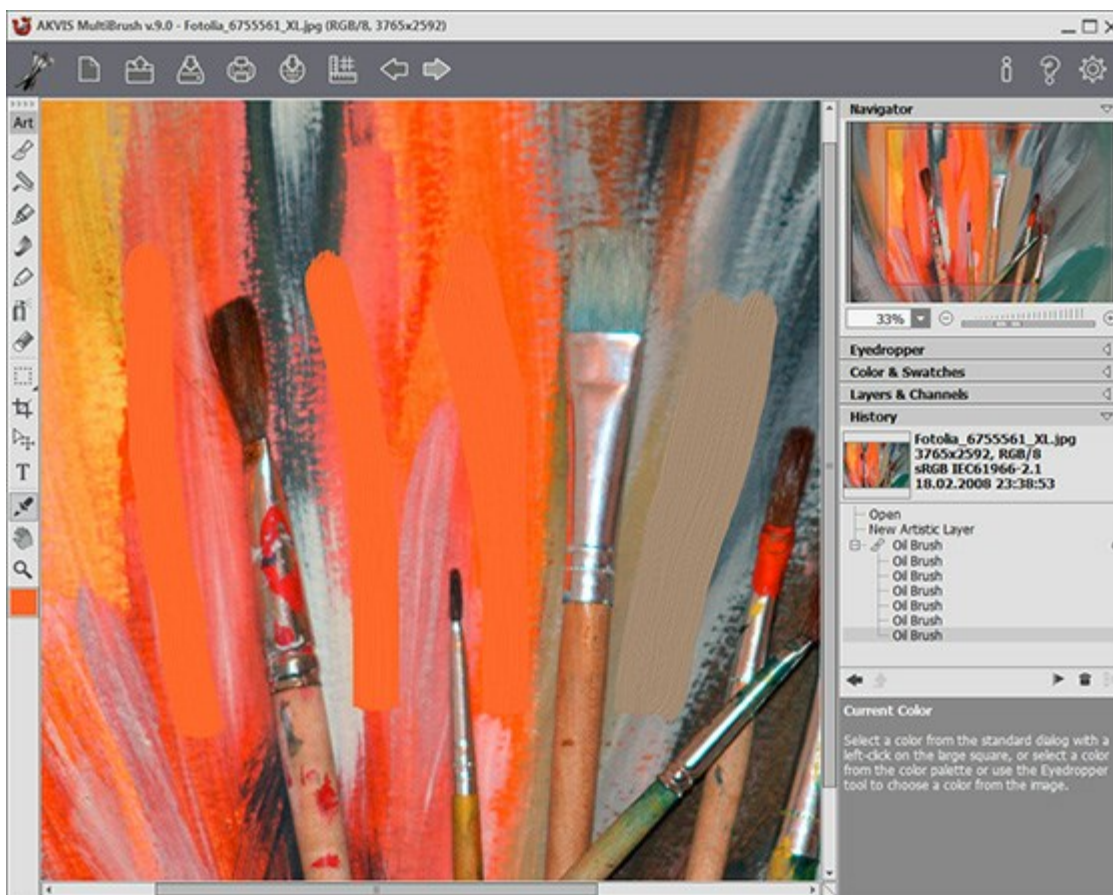 AKVIS MultiBrush v.9.0 - Fotolia_6755561_XL.jpg (RGB/8, 3765x2592)
Art
T
Navigator
33%
Eyedropper
Color & Swatches
Layers & Channels
History
Fotolia_6755561_XL.jpg
3765x2592, RGB/8
sRGB IEC61966-2.1
18.02.2008 23:38:53
Open
New Artistic Layer
Oil Brush
Oil Brush
Oil Brush
Oil Brush
Oil Brush
Oil Brush
Oil Brush
Current Color
Select a color from the standard dialog with a
left-click on the large square, or select a color
from the color palette or use the Eyedropper
tool to choose a color from the image.